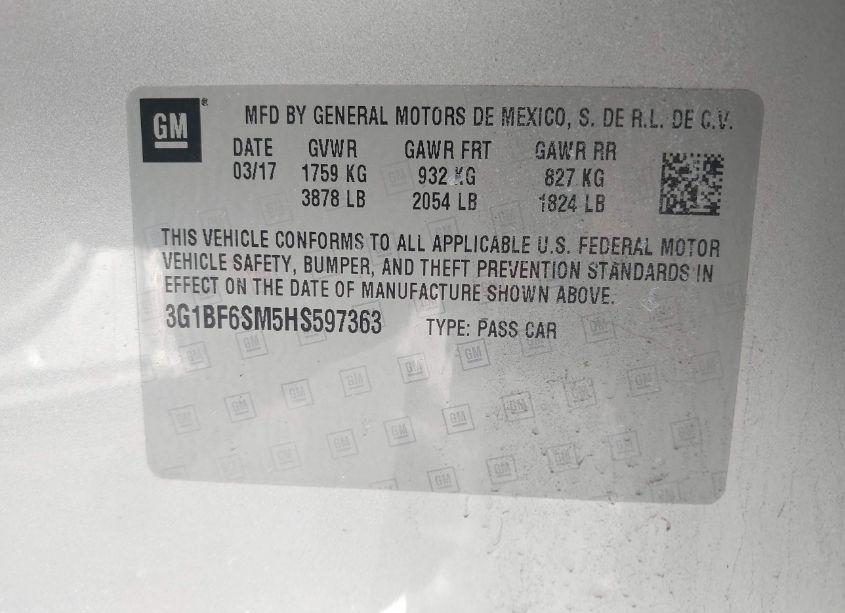 GM®
MFD BY GENERAL MOTORS DE MEXICO, S. DE R.L. DE C.V.
DATE GVWR GAWR FRT GAWR RR
03/17 1759 KG 932 KG 827 KG
3878 LB 2054 LB 1824 LB
THIS VEHICLE CONFORMS TO ALL APPLICABLE U.S. FEDERAL MOTOR
VEHICLE SAFETY, BUMPER, AND THEFT PREVENTION STANDARDS IN
EFFECT ON THE DATE OF MANUFACTURE SHOWN ABOVE.
3G1BF6SM5HS597363 TYPE: PASS CAR